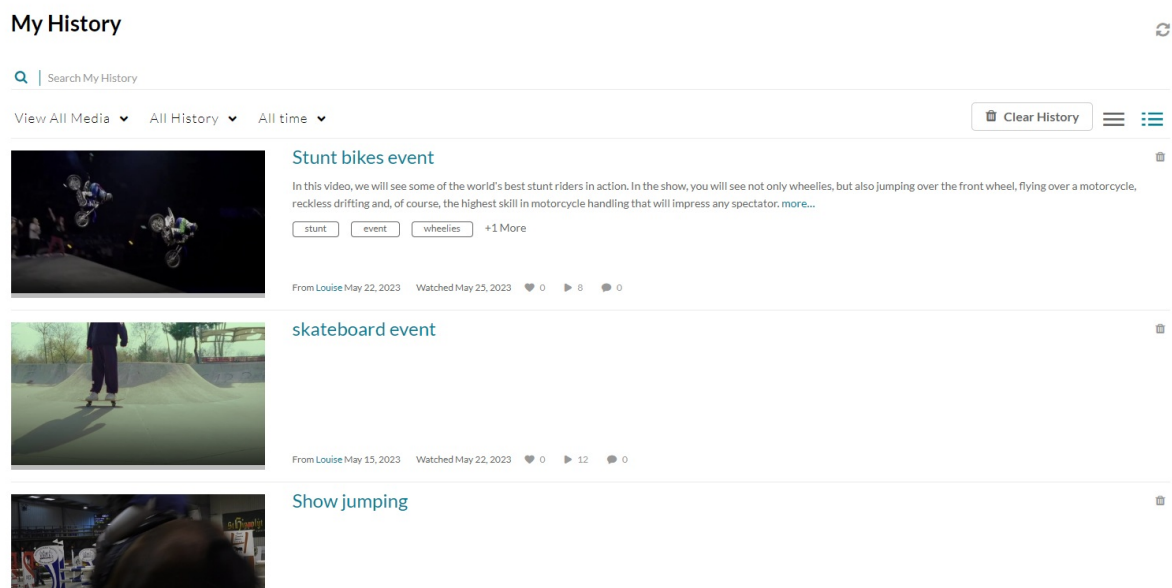 My History
Search My History
View All Media All History All time Clear History
Stunt bikes event
In this video, we will see some of the world's best stunt riders in action. In the show, you will see not only wheelies, but also jumping over the front wheel, flying over a motorcycle,
reckless drifting and, of course, the highest skill in motorcycle handling that will impress any spectator. more...
stunt event wheelies +1 More
From Louise May 22, 2023 Watched May 25, 2023 0 8 0
skateboard event
From Louise May 15, 2023 Watched May 22, 2023 0 12 0
Show jumping